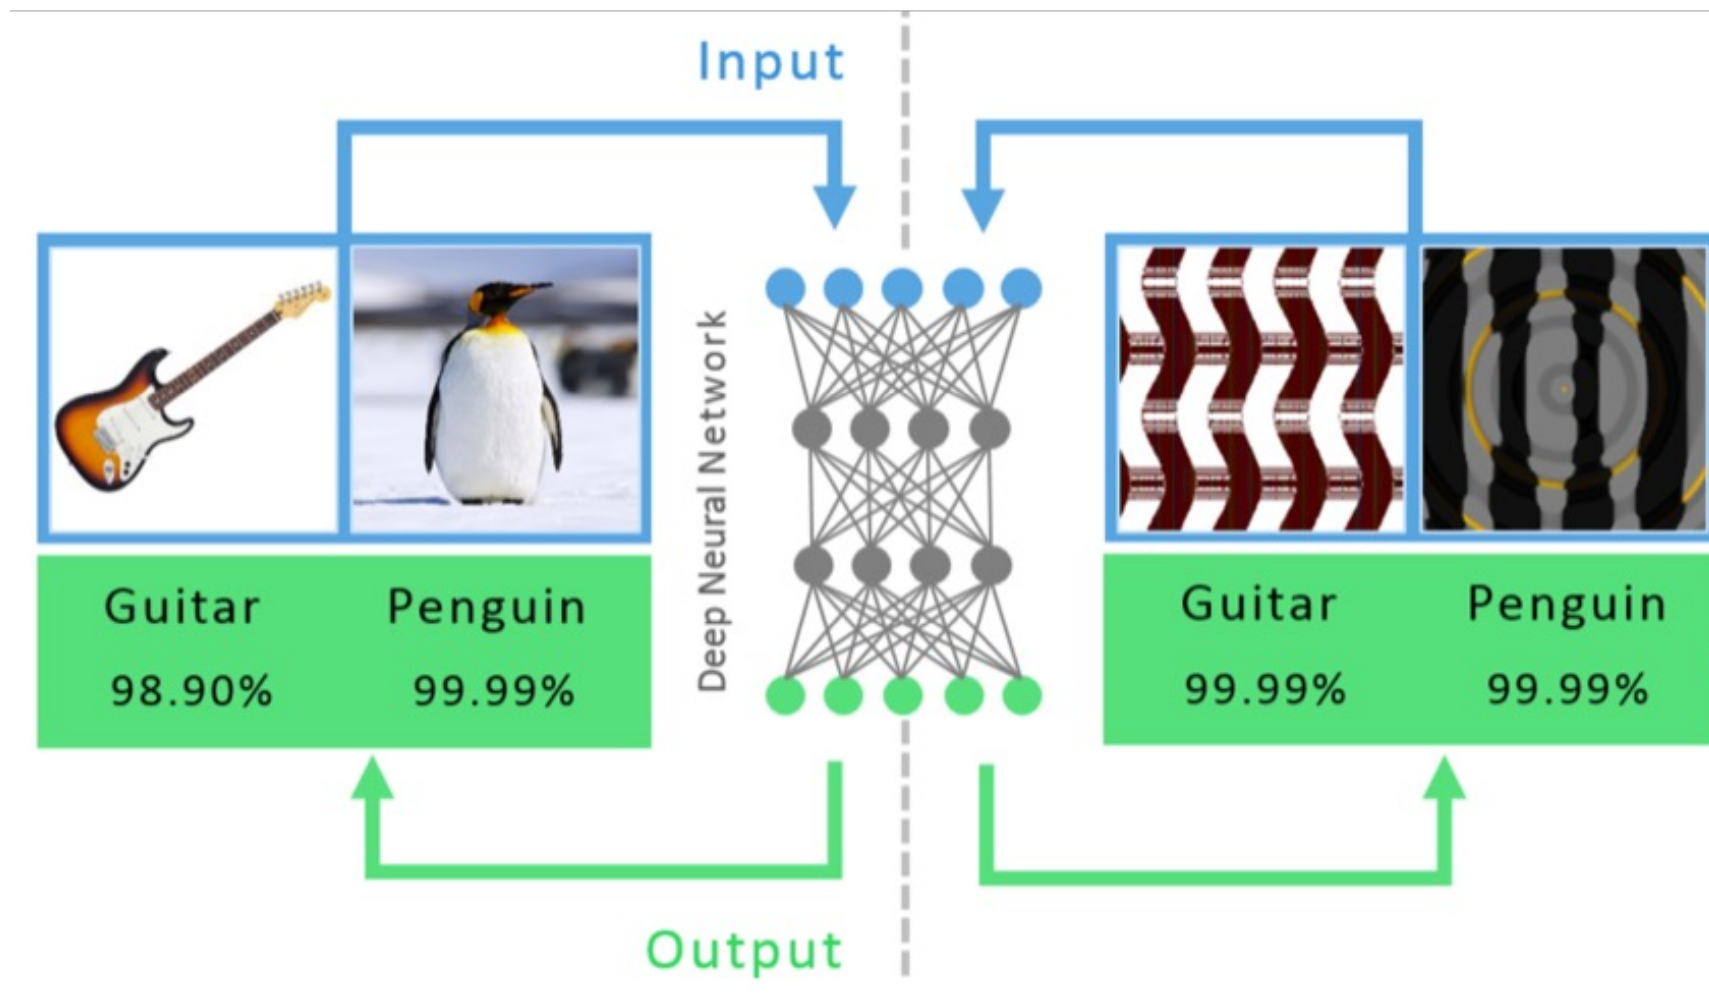 Input
Deep Neural Network
Guitar Penguin
98.90% 99.99%
Guitar Penguin
99.99% 99.99%
Output